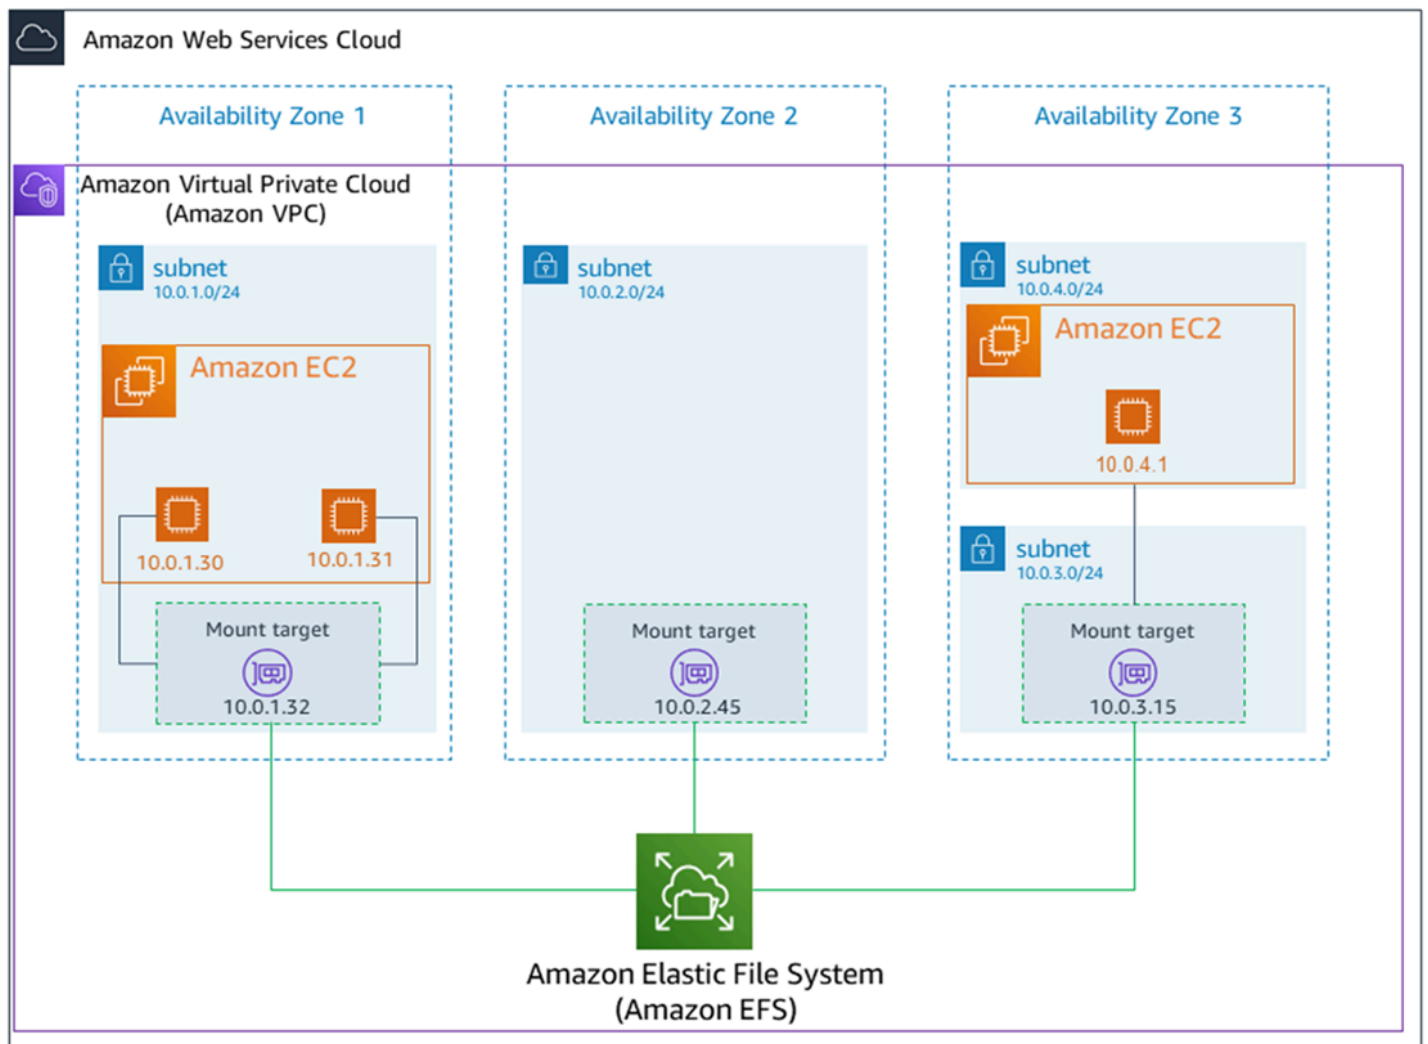 Amazon Web Services Cloud
Availability Zone 1
Availability Zone 2
Availability Zone 3
Amazon Virtual Private Cloud
(Amazon VPC)
subnet
10.0.1.0/24
Amazon EC2
10.0.1.30
10.0.1.31
Mount target
10.0.1.32
subnet
10.0.2.0/24
Mount target
10.0.2.45
subnet
10.0.4.0/24
Amazon EC2
10.0.4.1
subnet
10.0.3.0/24
Mount target
10.0.3.15
Amazon Elastic File System
(Amazon EFS)